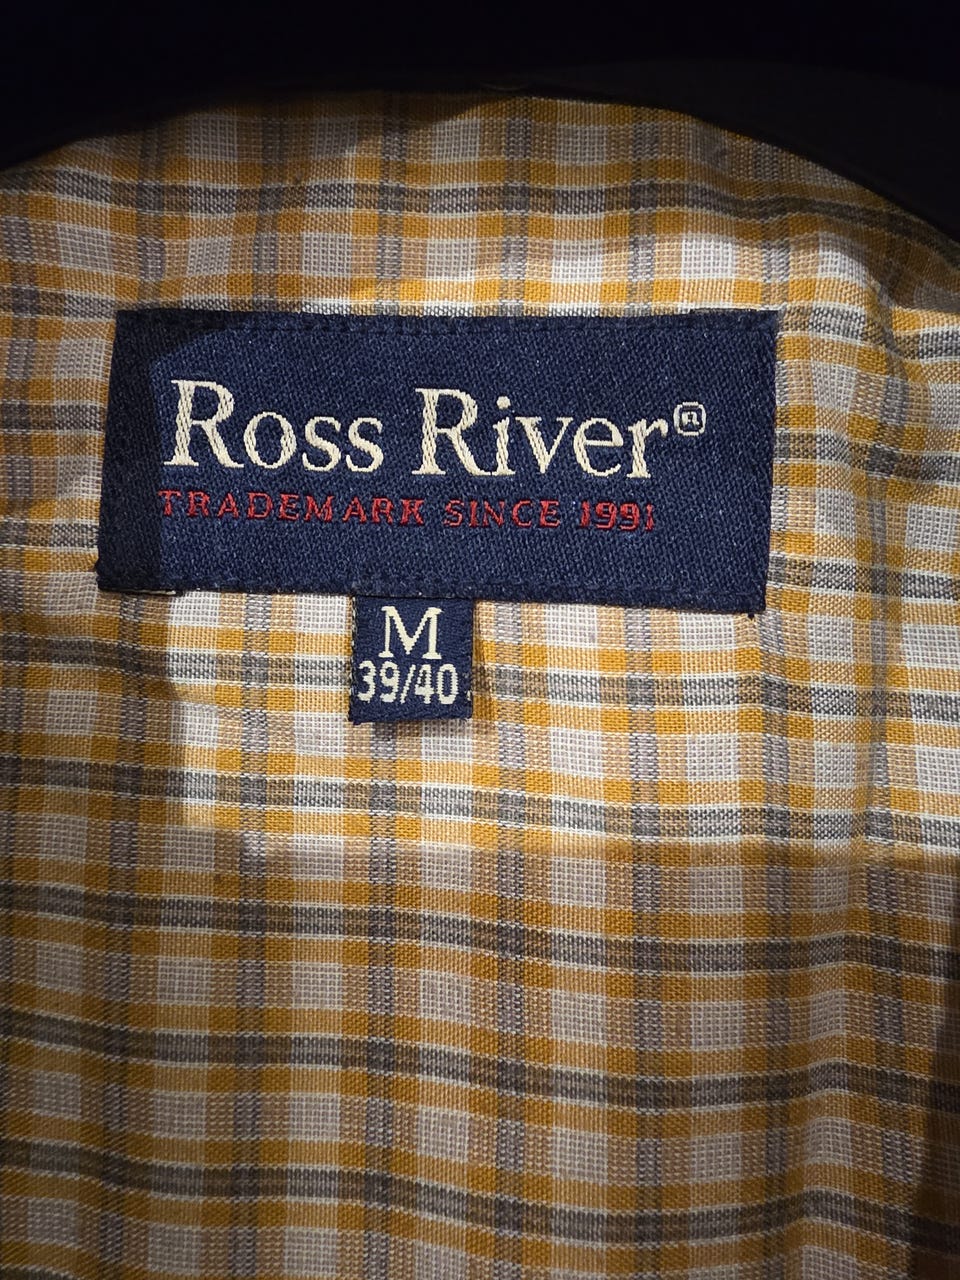 Ross River®
TRADEMARK SINCE 1991
M
39/40